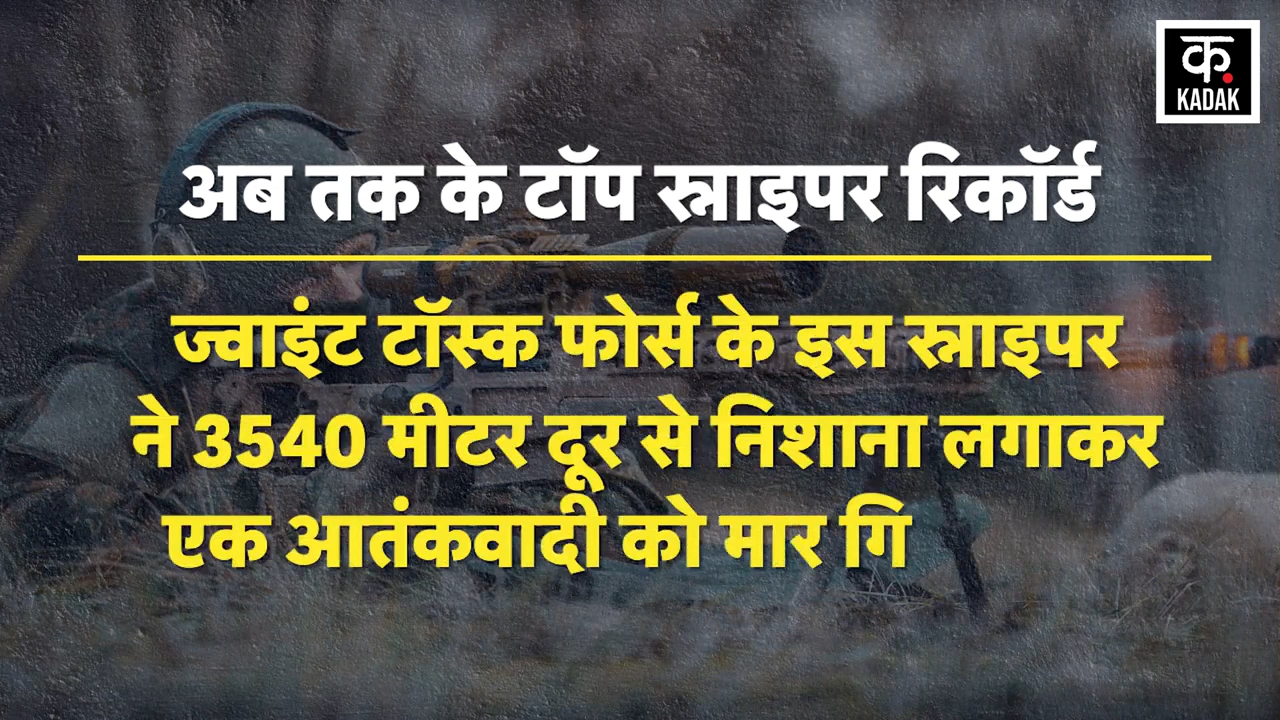 क
KADAK
अब तक के टॉप स्नाइपर रिकॉर्ड
ज्वाइंट टॉस्क फोर्स के इस स्नाइपर
ने 3540 मीटर दूर से निशाना लगाकर
एक आतंकवादी को मार गि